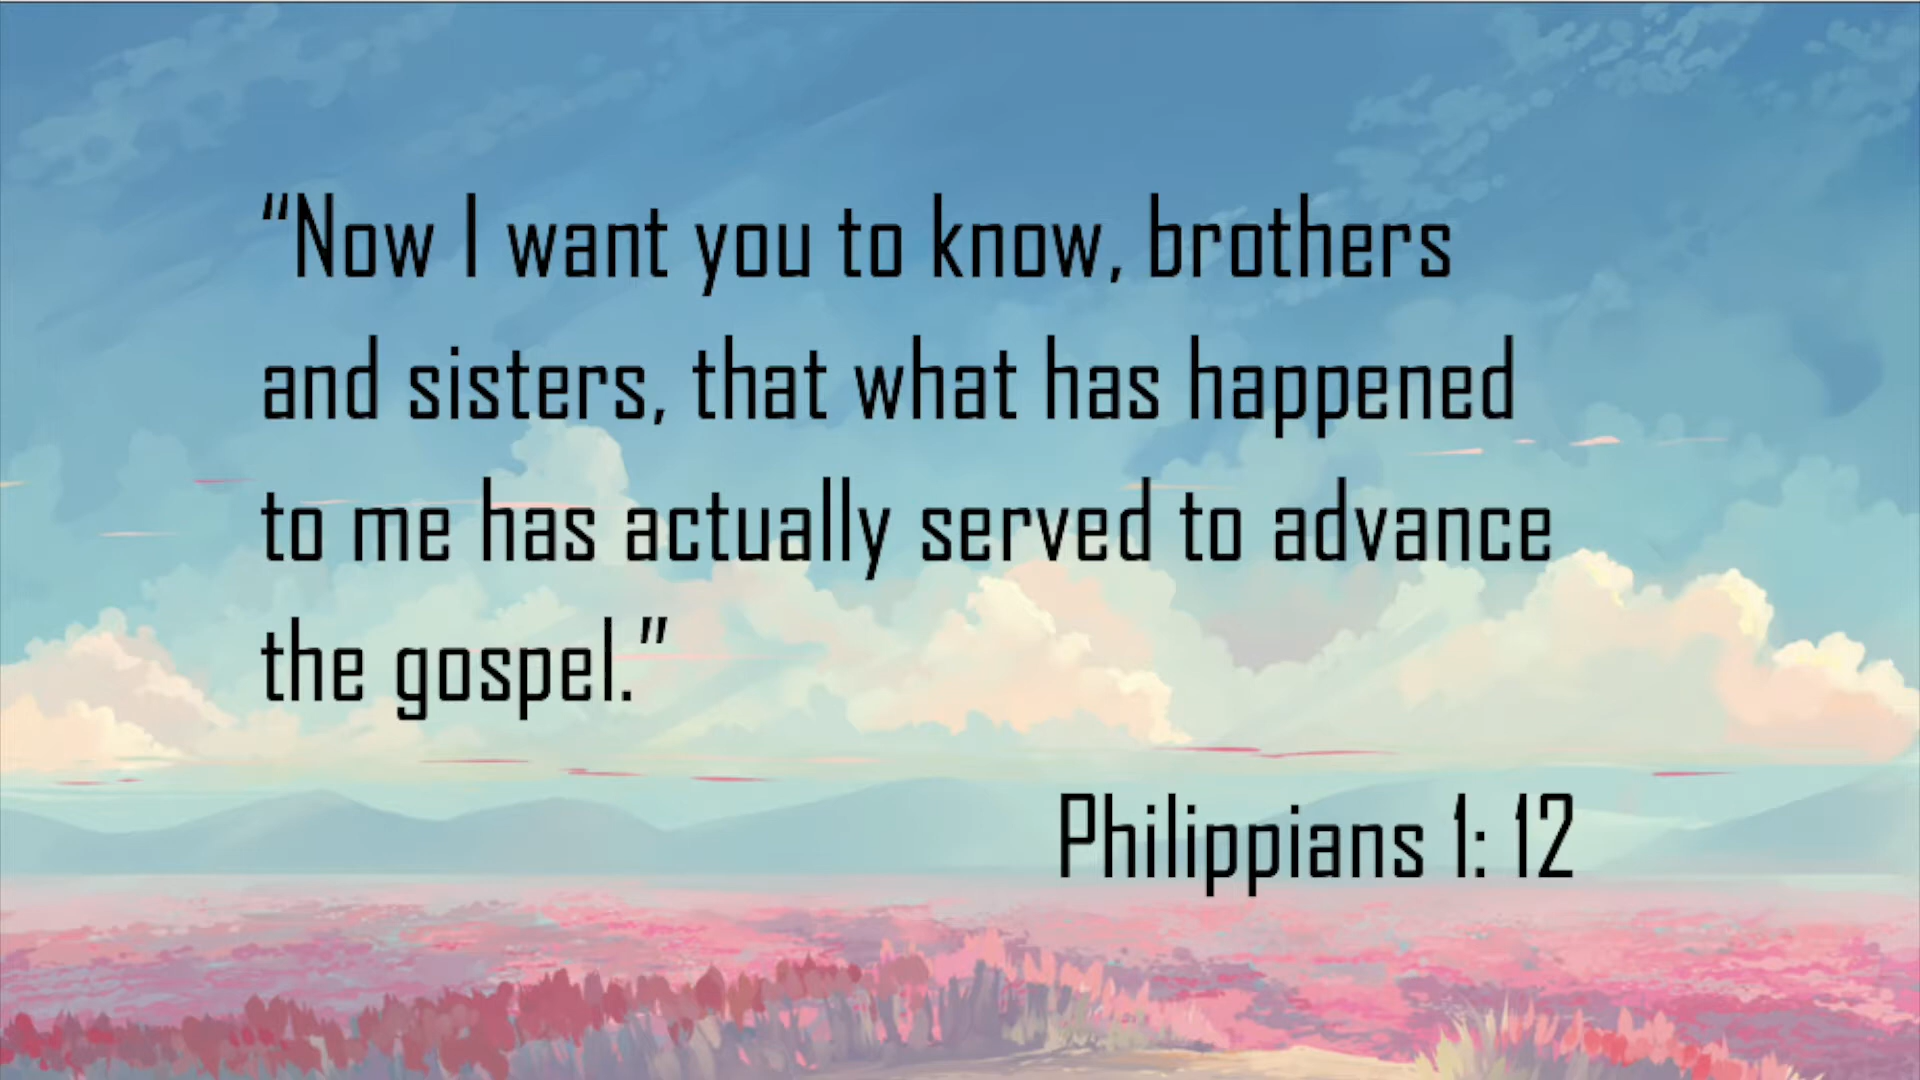 “Now I want you to know, brothers
and sisters, that what has happened
to me has actually served to advance
the gospel.”
Philippians 1: 12